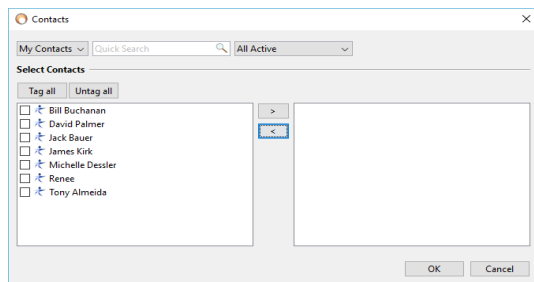 Contacts
My Contacts Quick Search All Active
Select Contacts
Tag all Untag all
Bill Buchanan
David Palmer
Jack Bauer
James Kirk
Michelle Dessler
Renee
Tony Almeida
>
<
OK Cancel